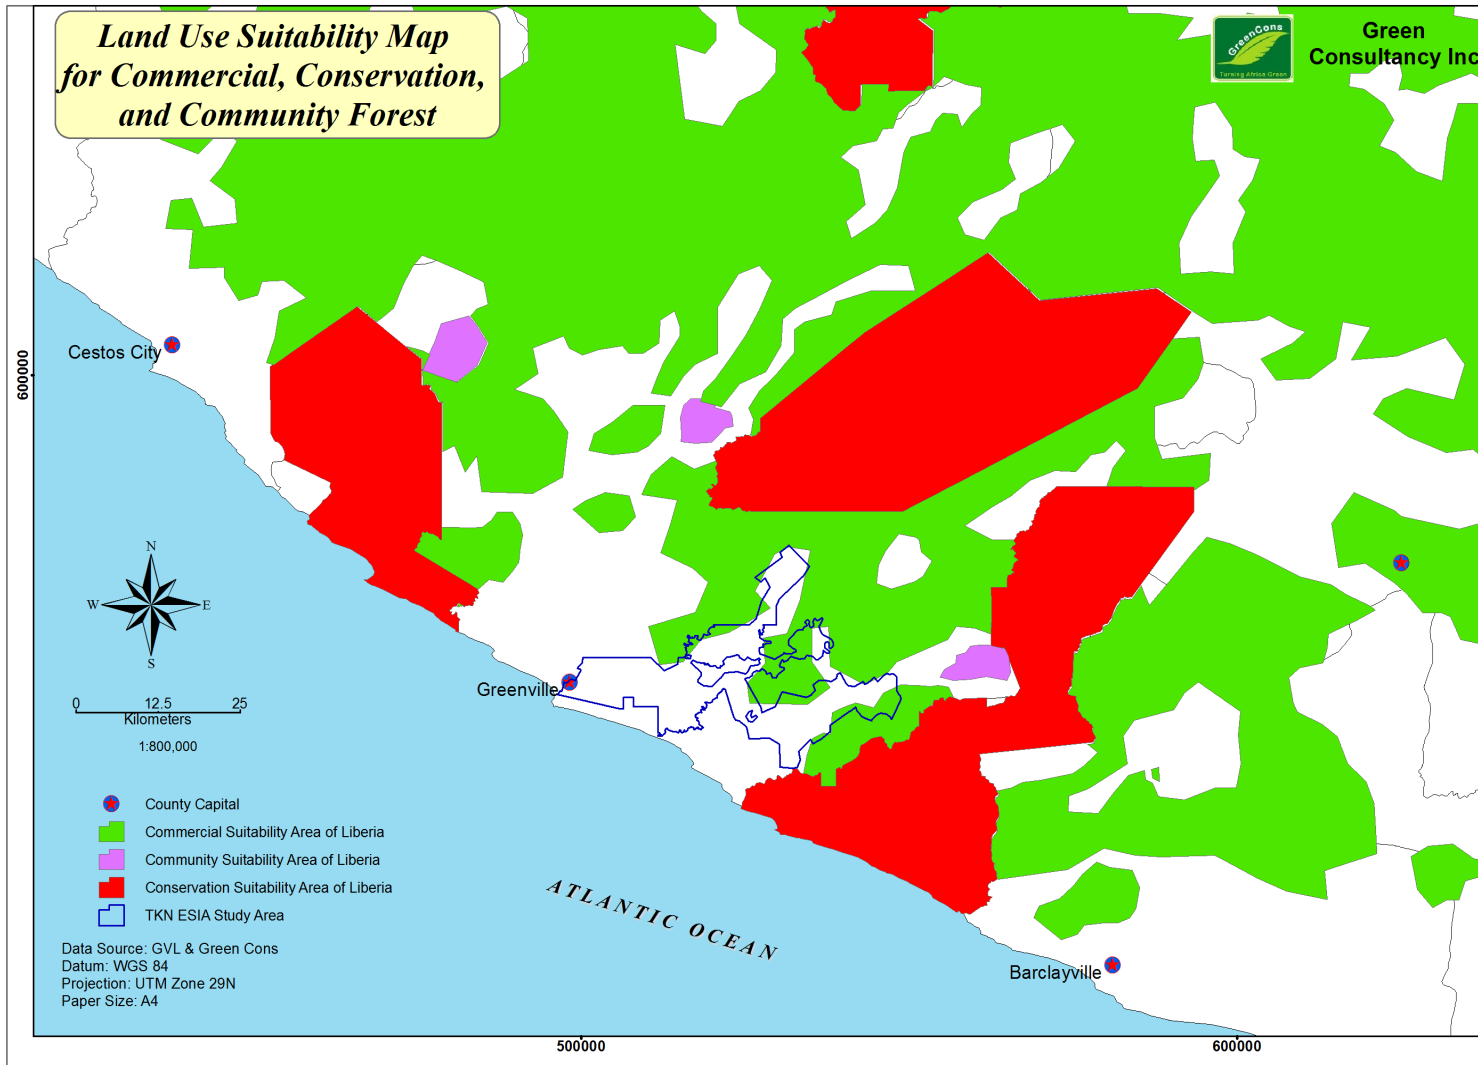 Land Use Suitability Map
for Commercial, Conservation,
and Community Forest
GreenCons
Turning Africa Green
Green
Consultancy Inc
600000
Cestos City
N
W
E
S
Greenville
0
12.5
25
Kilometers
1:800,000
County Capital
Commercial Suitability Area of Liberia
Community Suitability Area of Liberia
Conservation Suitability Area of Liberia
TKN ESIA Study Area
ATLANTIC OCEAN
Data Source: GVL & Green Cons
Datum: WGS 84
Projection: UTM Zone 29N
Paper Size: A4
Barclayville
500000
600000